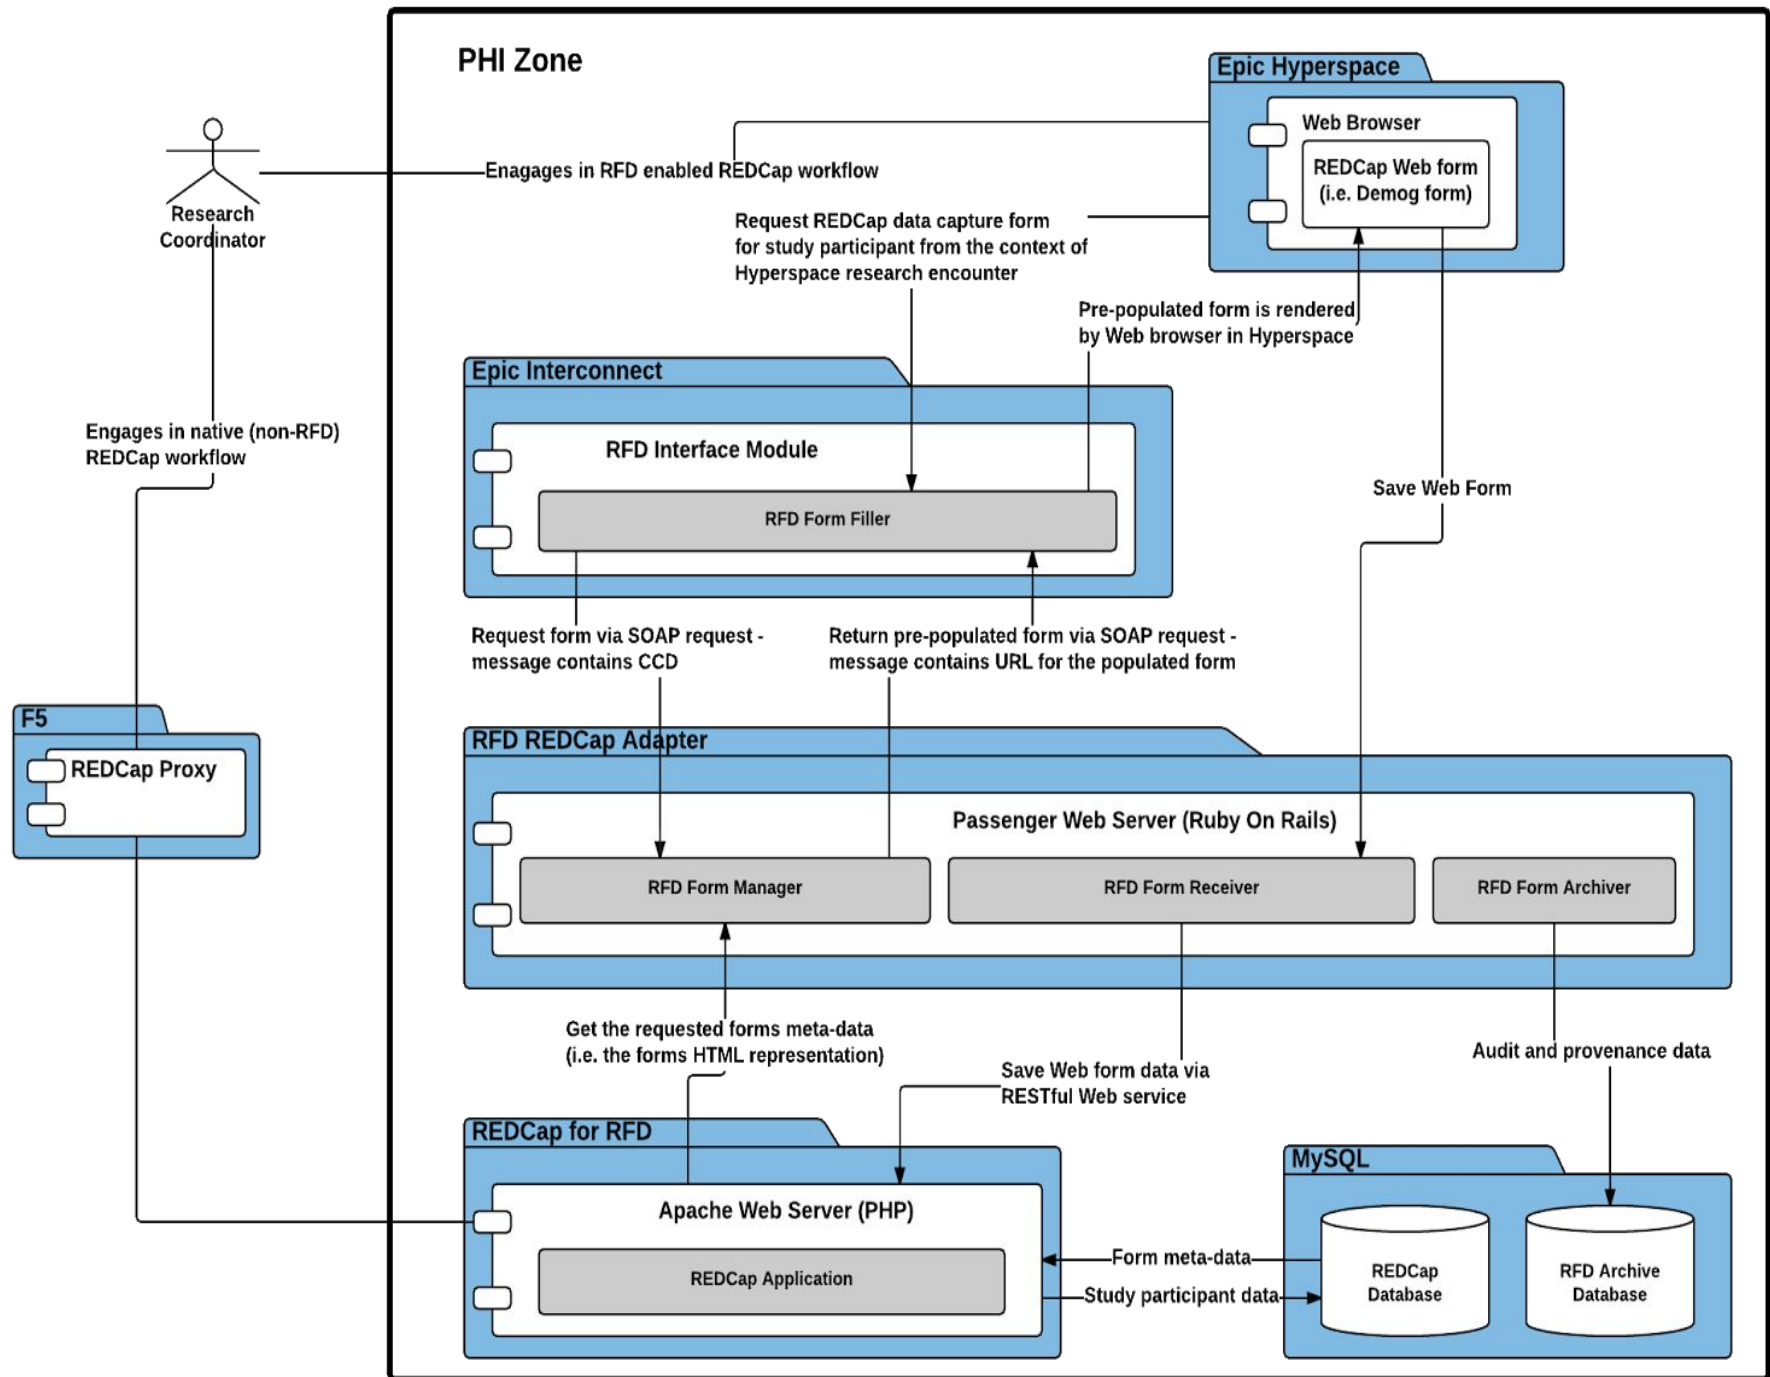 PHI Zone
Epic Hyperspace
Web Browser
REDCap Web form
(i.e. Demog form)
Research
Coordinator
Enagages in RFD enabled REDCap workflow
Request REDCap data capture form
for study participant from the context of
Hyperspace research encounter
Pre-populated form is rendered
by Web browser in Hyperspace
Epic Interconnect
RFD Interface Module
RFD Form Filler
Engages in native (non-RFD)
REDCap workflow
Save Web Form
Request form via SOAP request -
message contains CCD
Return pre-populated form via SOAP request -
message contains URL for the populated form
F5
REDCap Proxy
RFD REDCap Adapter
Passenger Web Server (Ruby On Rails)
RFD Form Manager
RFD Form Receiver
RFD Form Archiver
Get the requested forms meta-data
(i.e. the forms HTML representation)
Save Web form data via
RESTful Web service
Audit and provenance data
REDCap for RFD
Apache Web Server (PHP)
REDCap Application
Form meta-data
Study participant data
MySQL
REDCap
Database
RFD Archive
Database